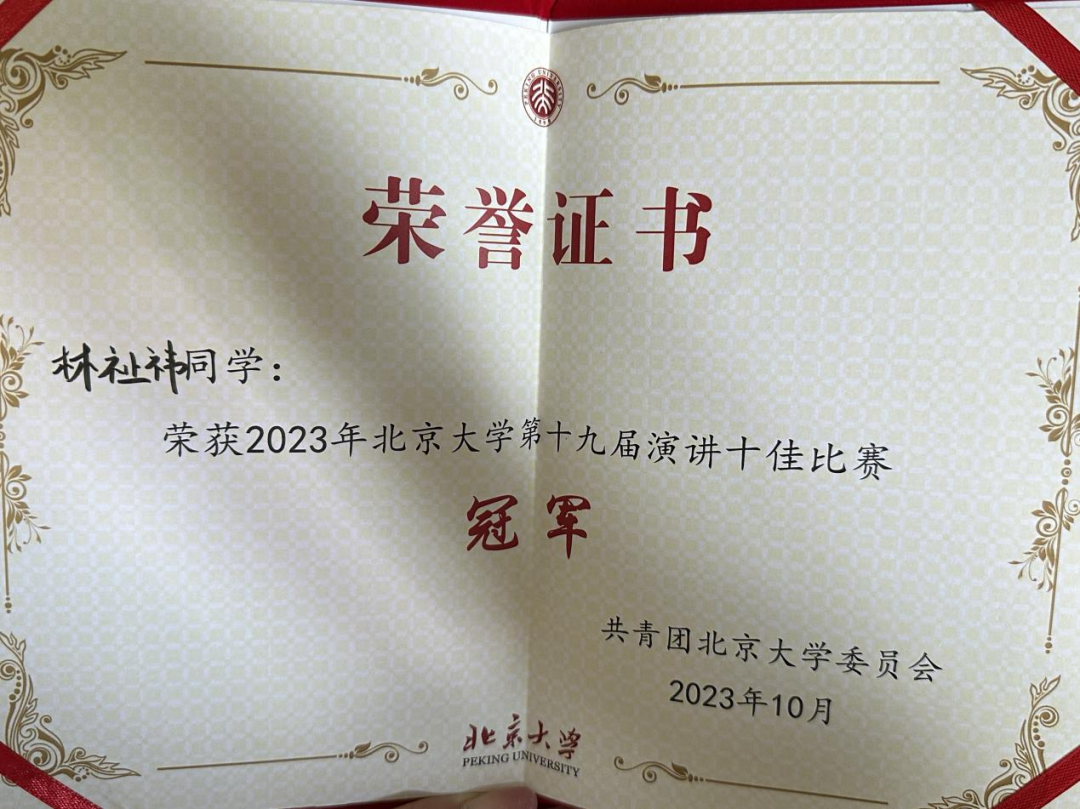 荣誉证书
林祉祎同学：
荣获2023年北京大学第十九届演讲十佳比赛
冠军
共青团北京大学委员会
2023年10月
北京大学
PEKING UNIVERSITY